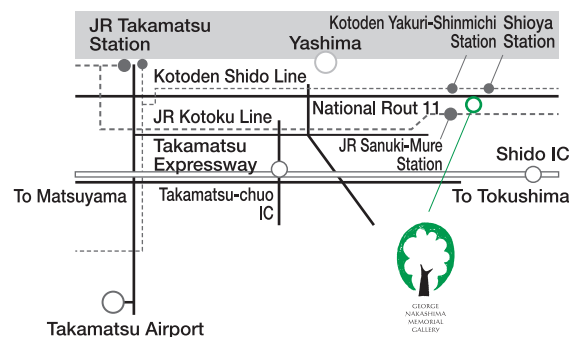 JR Takamatsu
Station
Yashima
Kotoden Yakuri-Shinmichi
Station
Shioya
Station
Kotoden Shido Line
National Rout 11
JR Kotoku Line
JR Sanuki-Mure
Station
Takamatsu
Expressway
Shido IC
To Matsuyama
Takamatsu-chuo
IC
To Tokushima
Takamatsu Airport
GEORGE
NAKASHIMA
MEMORIAL
GALLERY